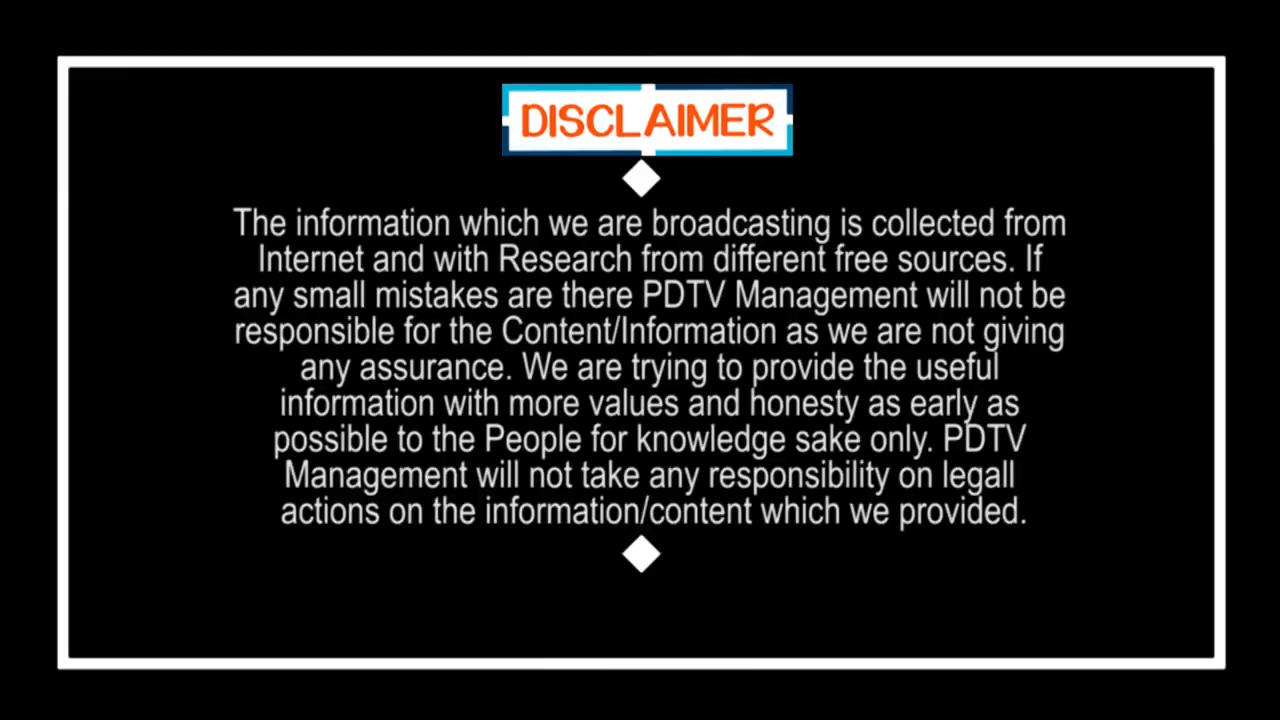 DISCLAIMER
The information which we are broadcasting is collected from
Internet and with Research from different free sources. If
any small mistakes are there PDTV Management will not be
responsible for the Content/Information as we are not giving
any assurance. We are trying to provide the useful
information with more values and honesty as early as
possible to the People for knowledge sake only. PDTV
Management will not take any responsibility on legall
actions on the information/content which we provided.